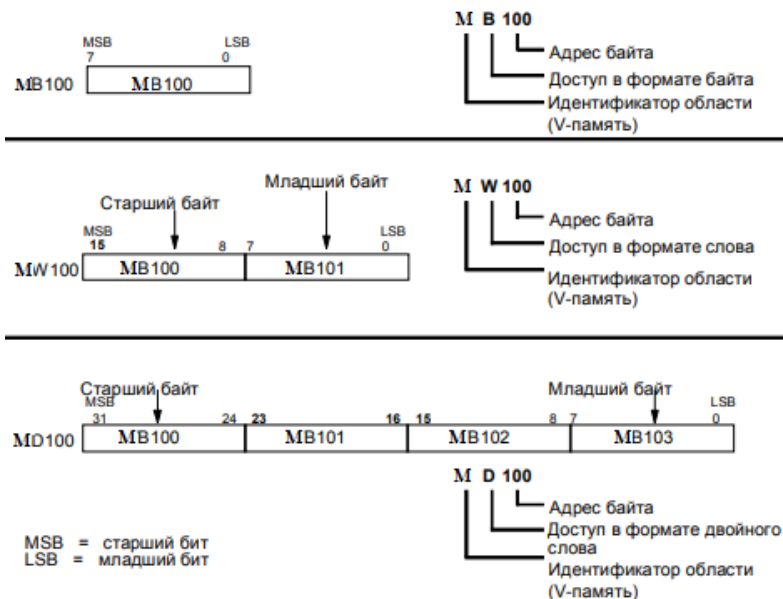 MSB LSB
7 0
MB100 MB100
M B 100
Адрес байта
Доступ в формате байта
Идентификатор области
(V-память)
Старший байт Младший байт
MSB LSB
15 8 7 0
MW100 MB100 MB101
M W 100
Адрес байта
Доступ в формате слова
Идентификатор области
(V-память)
Старший байт Младший байт
MSB LSB
31 24 23 16 15 8 7 0
MD100 MB100 MB101 MB102 MB103
M D 100
Адрес байта
Доступ в формате двойного
слова
Идентификатор области
(V-память)
MSB = старший бит
LSB = младший бит